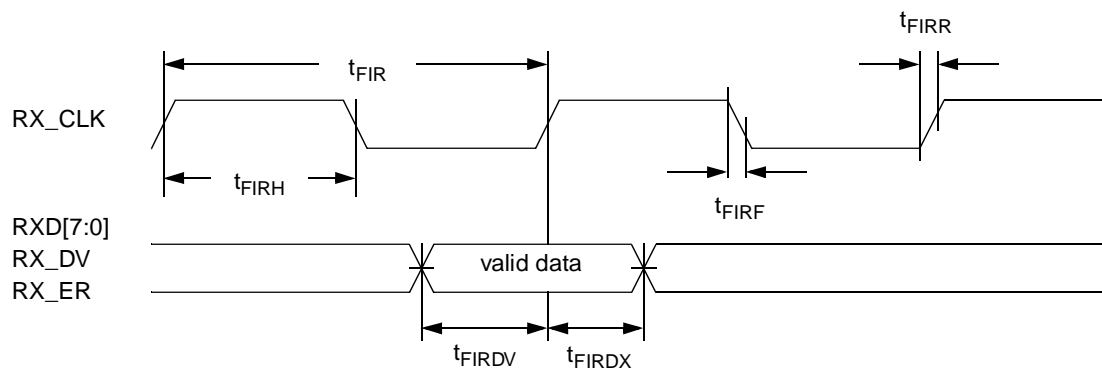 tFIRR
tFIR
RX_CLK
tFIRH
tFIRF
RXD[7:0]
RX_DV
valid data
RX_ER
tFIRDV
tFIRDX